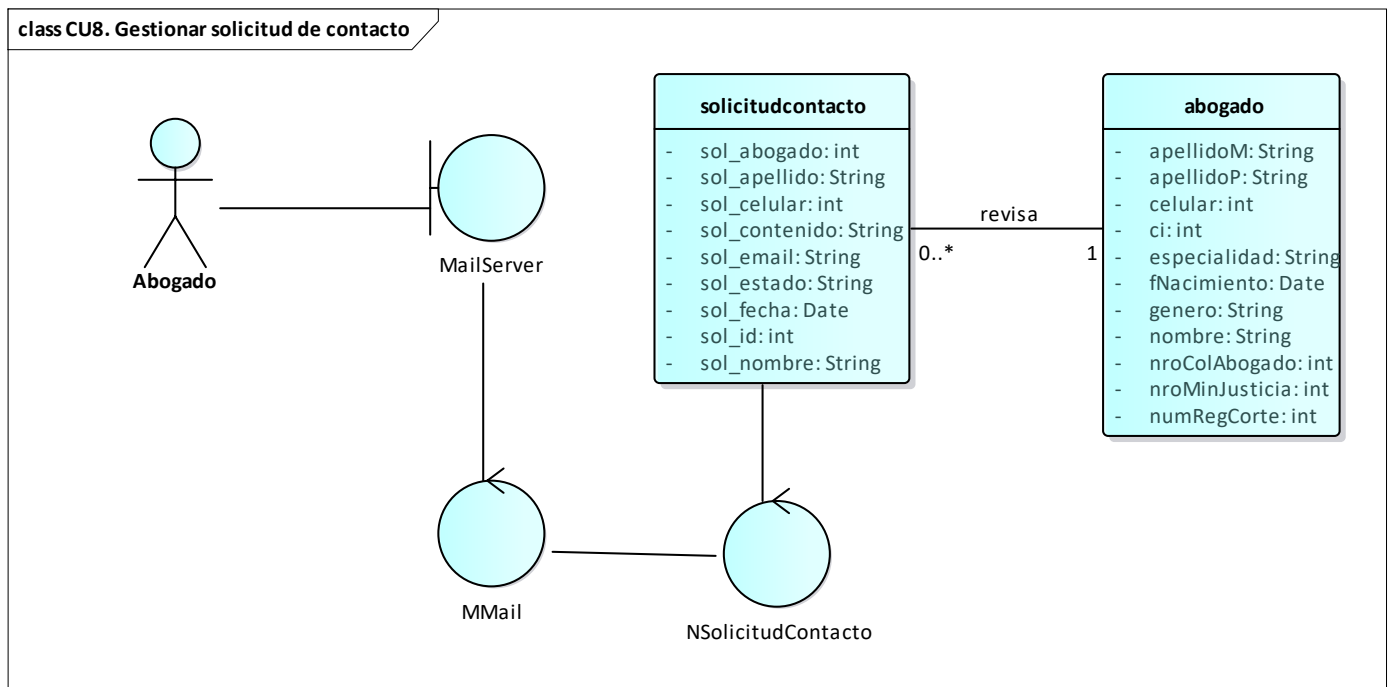 class CU8. Gestionar solicitud de contacto
Abogado
MailServer
MMail
NSolicitudContacto
solicitudcontacto
- sol_abogado: int
- sol_apellido: String
- sol_celular: int
- sol_contenido: String
- sol_email: String
- sol_estado: String
- sol_fecha: Date
- sol_id: int
- sol_nombre: String
revisa
0..*
1
abogado
- apellidoM: String
- apellidoP: String
- celular: int
- ci: int
- especialidad: String
- fNacimiento: Date
- genero: String
- nombre: String
- nroColAbogado: int
- nroMinJusticia: int
- numRegCorte: int